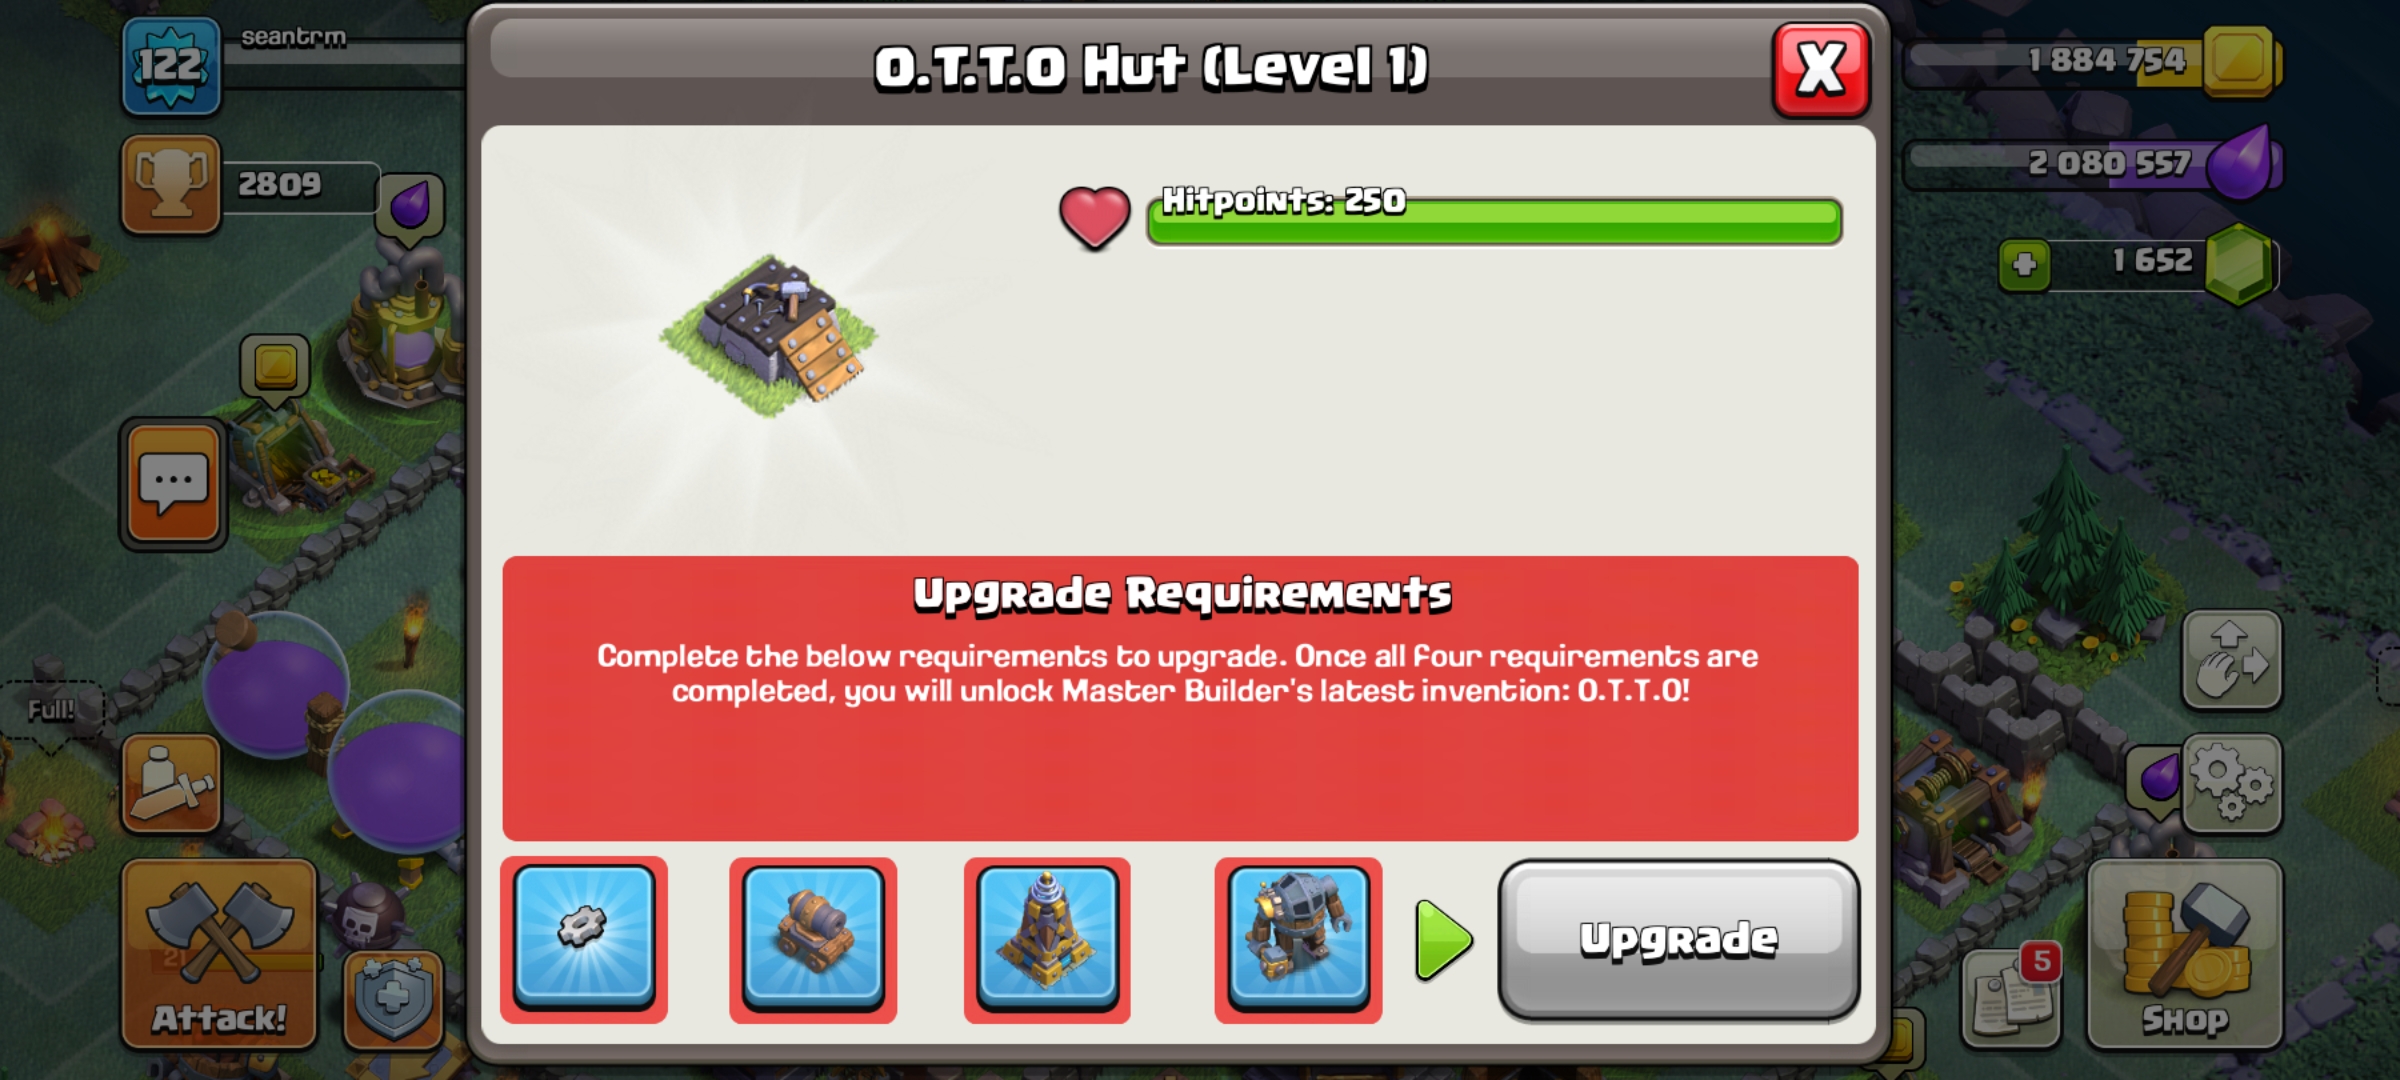 122
seantrm
O.T.T.O Hut (Level 1)
X
1 884 754
2809
Hitpoints: 250
2 080 557
1 652
Upgrade Requirements
Complete the below requirements to upgrade. Once all four requirements are
completed, you will unlock Master Builder's latest invention: O.T.T.O!
Full!
Upgrade
21
5
Attack!
Shop